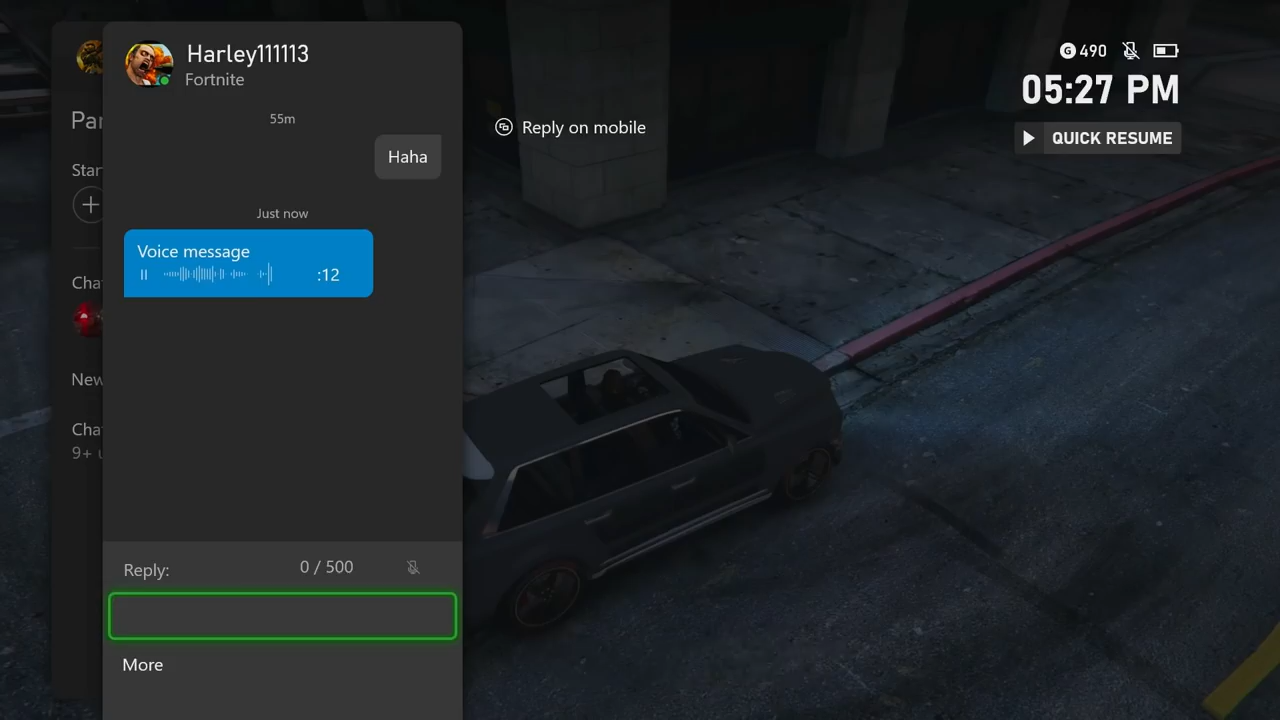 Harley111113
Fortnite
55m
Haha
Just now
Voice message
:12
Reply:
0 / 500
More
Reply on mobile
G 490
05:27 PM
QUICK RESUME
9+